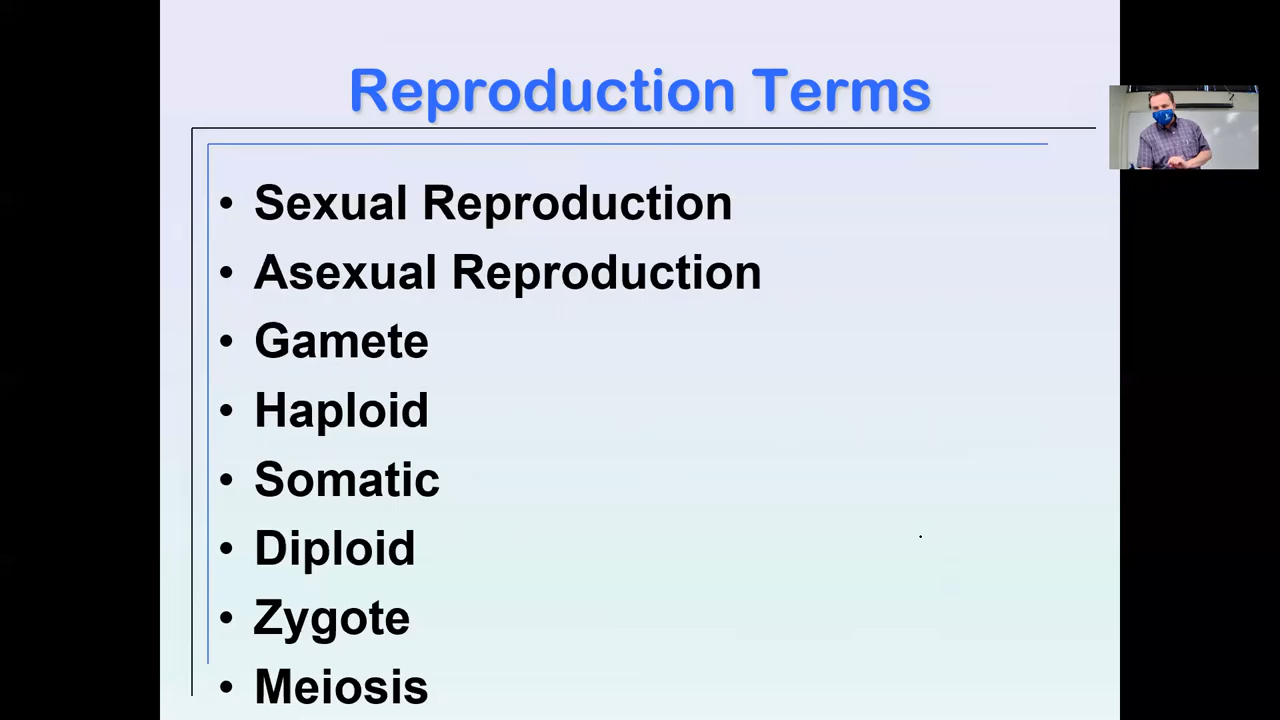 Reproduction Terms
• Sexual Reproduction
• Asexual Reproduction
• Gamete
• Haploid
• Somatic
• Diploid
• Zygote
• Meiosis